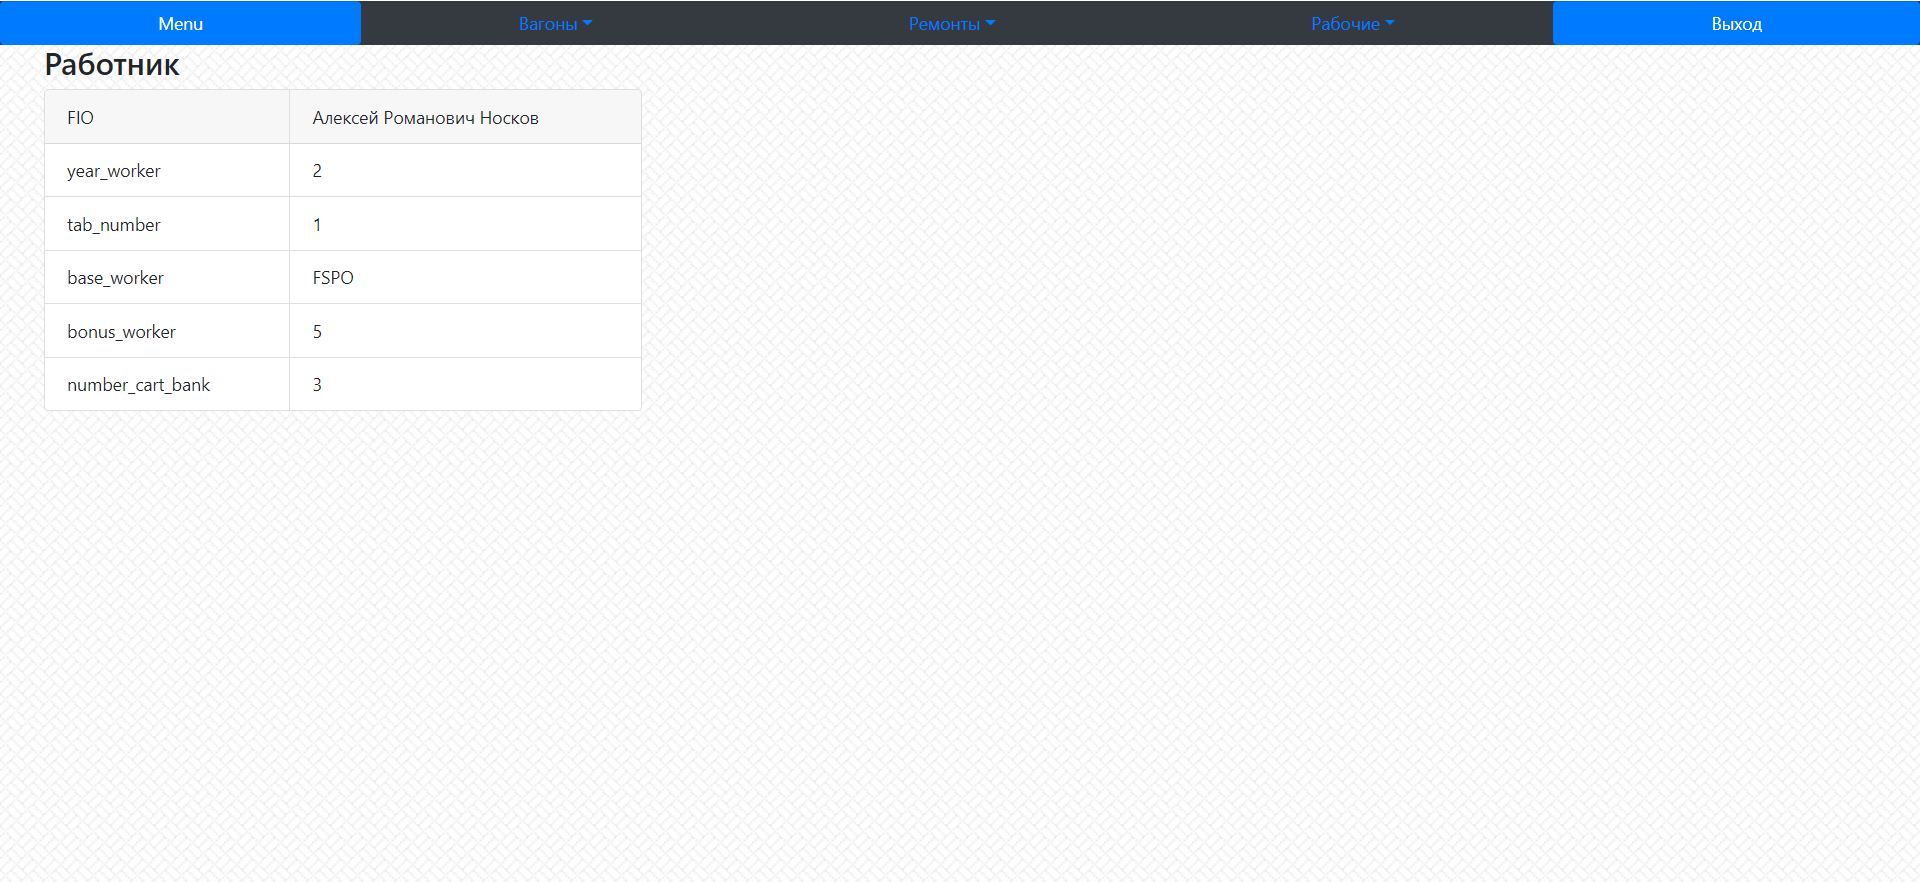 Menu Вагоны Ремонты Рабочие Выход
Работник
FIO Алексей Романович Носков
year_worker 2
tab_number 1
base_worker FSPO
bonus_worker 5
number_cart_bank 3